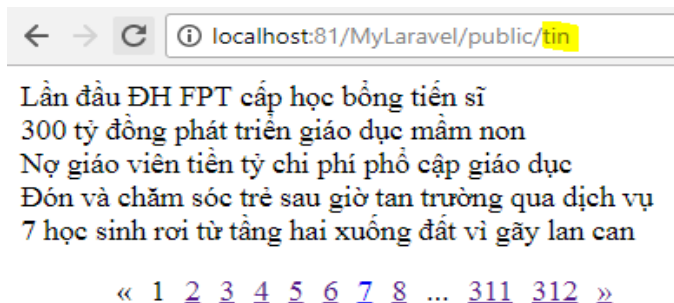 localhost:81/MyLaravel/public/tin
Lần đầu ĐH FPT cấp học bổng tiến sĩ
300 tỷ đồng phát triển giáo dục mầm non
Nợ giáo viên tiền tỷ chi phí phổ cập giáo dục
Đón và chăm sóc trẻ sau giờ tan trường qua dịch vụ
7 học sinh rơi từ tầng hai xuống đất vì gãy lan can
« 1 2 3 4 5 6 7 8 ... 311 312 »